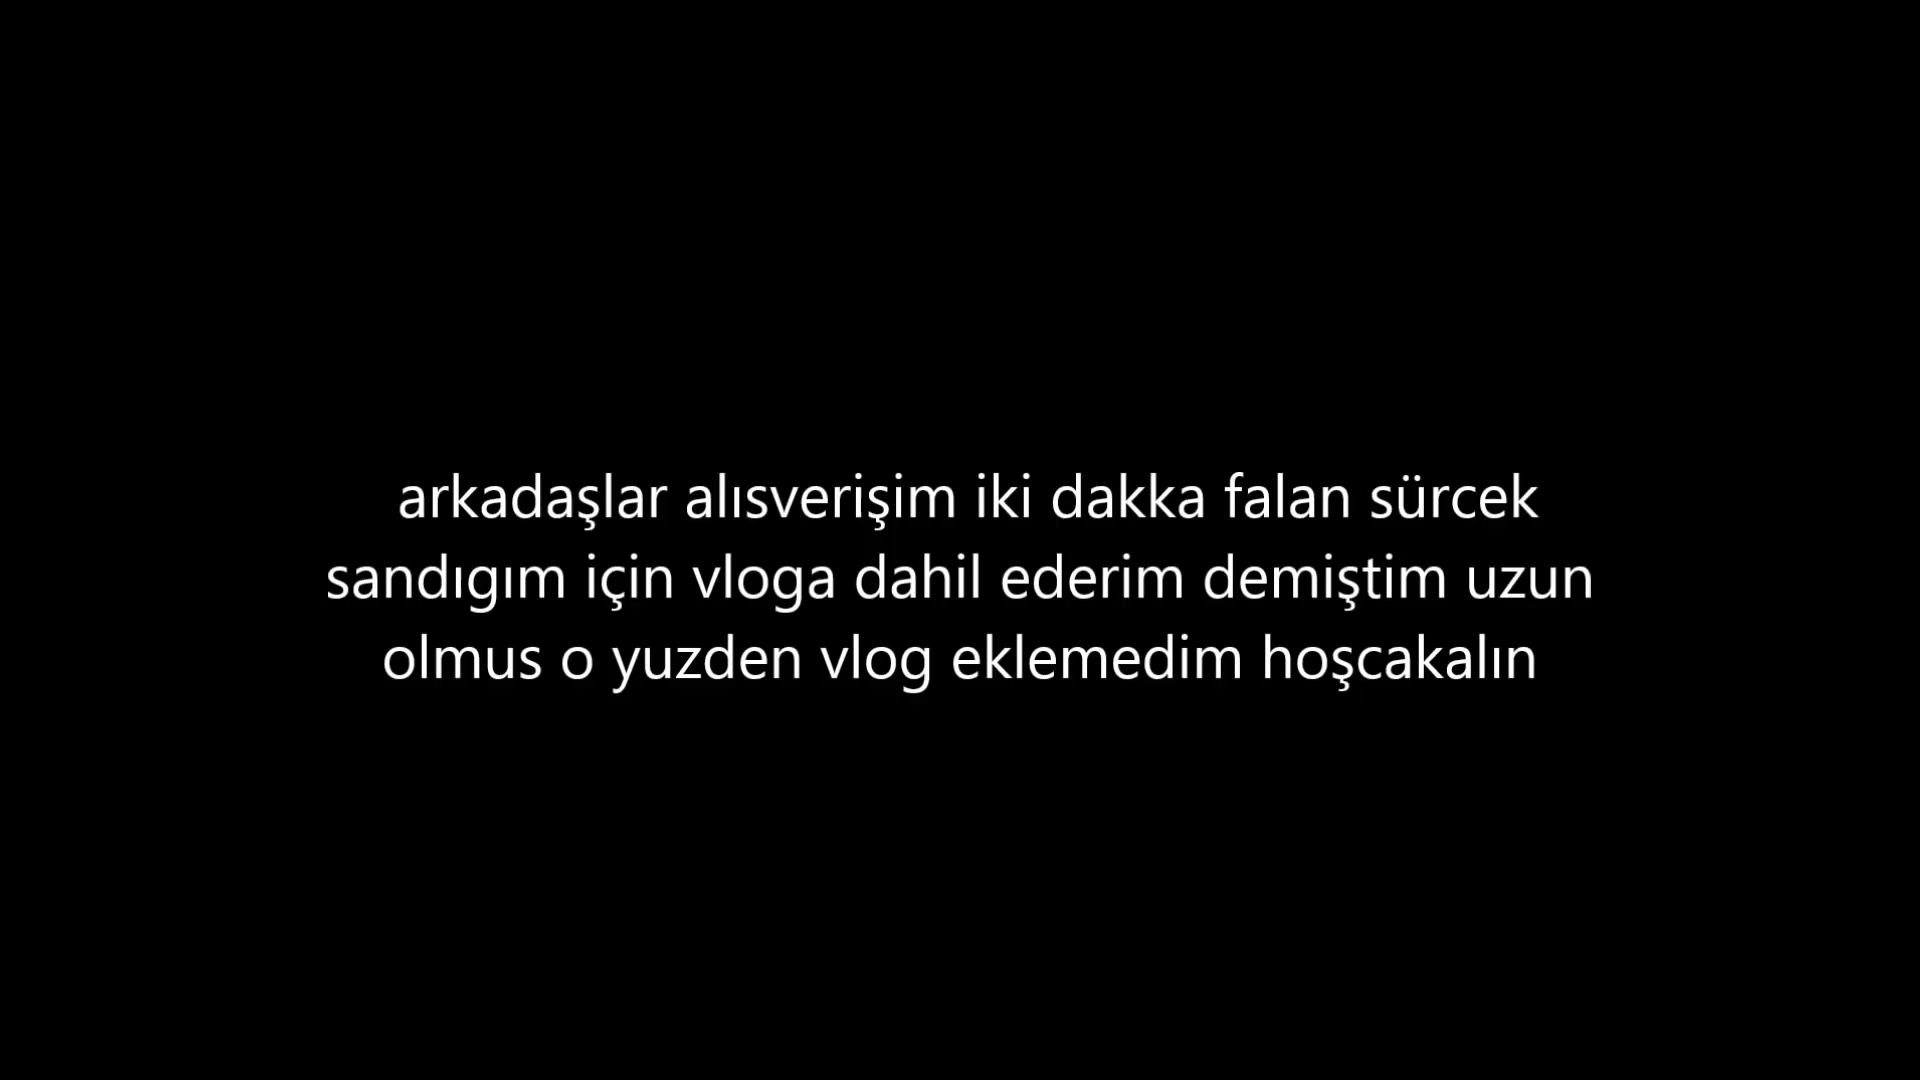 arkadaşlar alısverişim iki dakka falan sürcek
sandıgım için vloga dahil ederim demiştim uzun
olmus o yuzden vlog eklemedim hoşcakalın